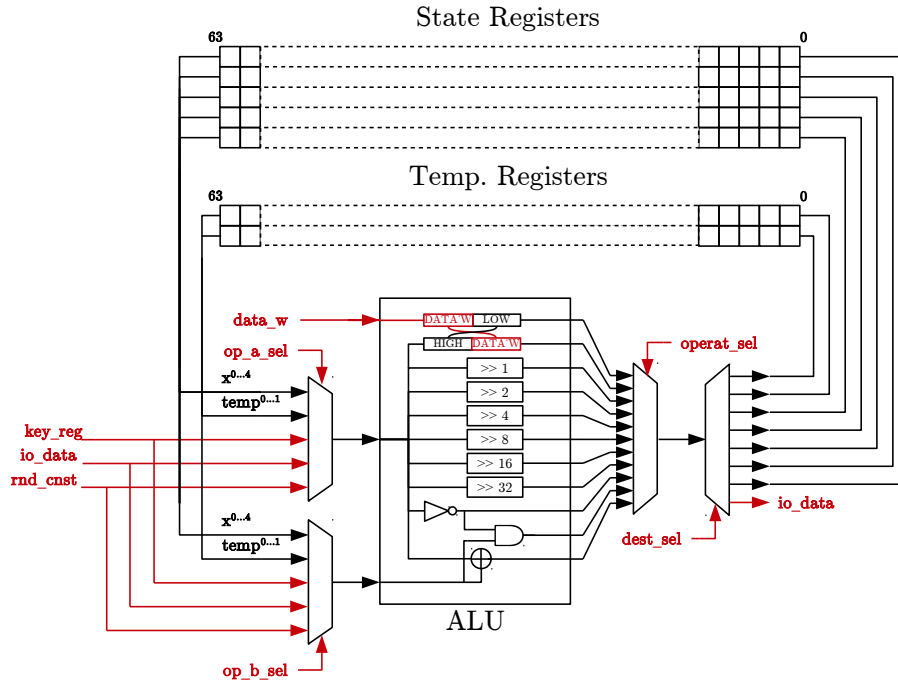 State Registers
63 0
Temp. Registers
63 0
data_w
DATA W LOW
HIGH DATA W
op_a_sel
operat_sel
>> 1
x0...4
>> 2
temp0...1
>> 4
key_reg
>> 8
io_data
>> 16
rnd_cnst
>> 32
io_data
x0...4
temp0...1
dest_sel
ALU
op_b_sel